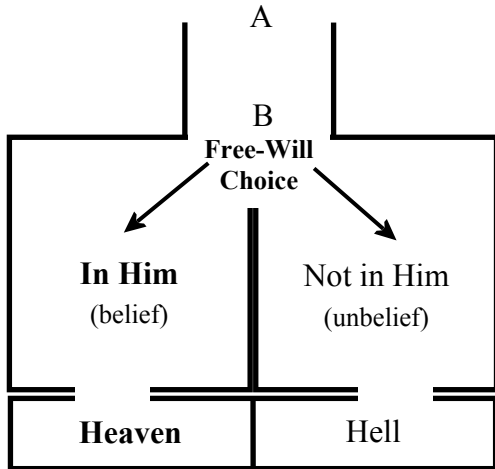 A
B
Free-Will
Choice
In Him
(belief)
Not in Him
(unbelief)
Heaven
Hell